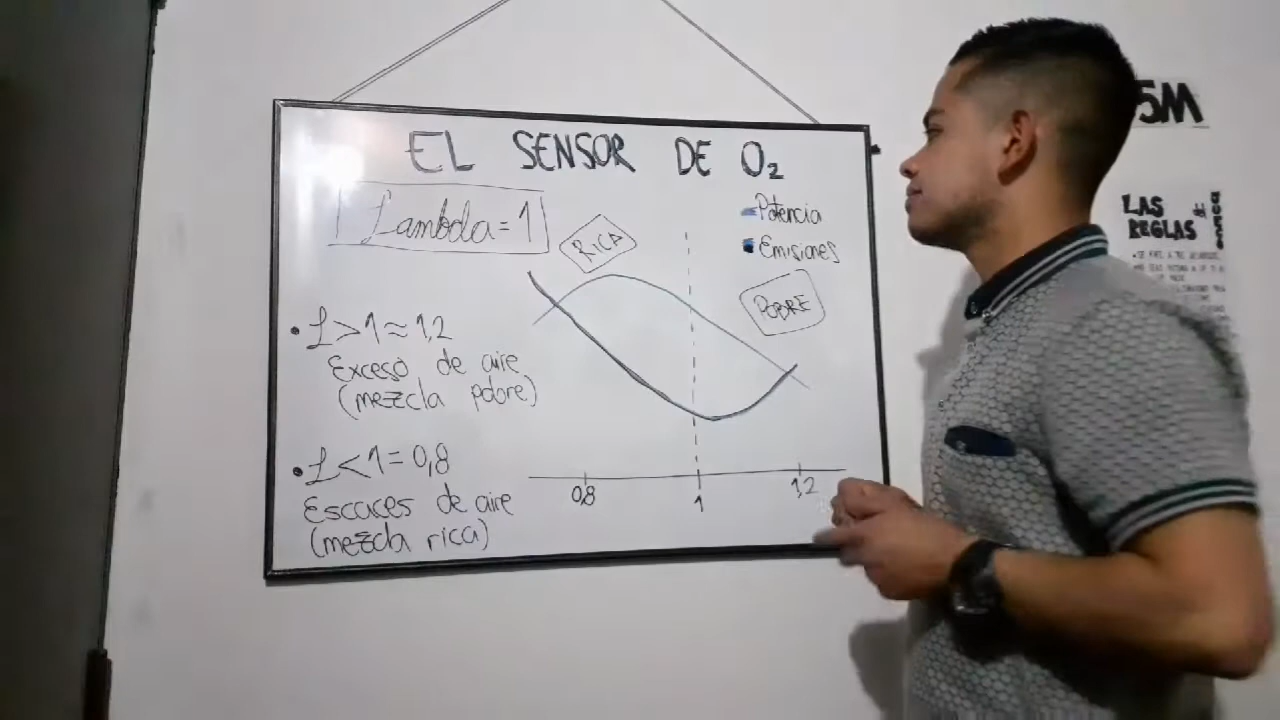 EL SENSOR DE O₂
Lambda = 1
RICA
Potencia
Emisiones
POBRE
• L > 1 ≈ 1,2
Exceso de aire
(mezcla pobre)
• L < 1 = 0,8
Escaces de aire
(mezcla rica)
0,8
1
1,2
5M
LAS
REGLAS